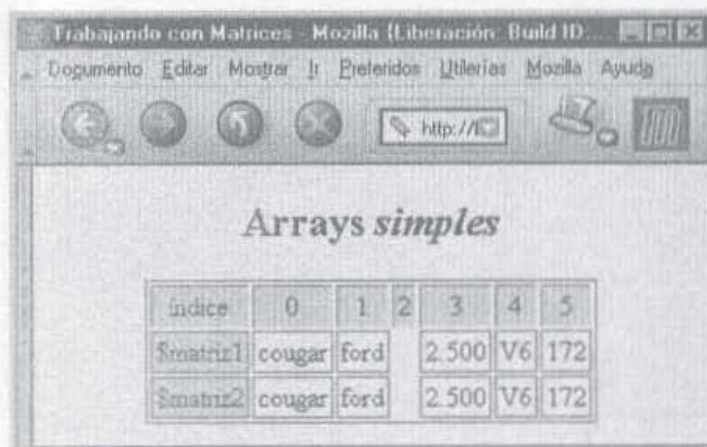 Trabajando con Matrices - Mozilla {Liberación: Build ID:...
Documento Editar Mostrar Ir Preferidos Utilerías Mozilla Ayuda
http://l
Arrays simples
índice 0 1 2 3 4 5
$matriz1 cougar ford 2.500 V6 172
$matriz2 cougar ford 2.500 V6 172